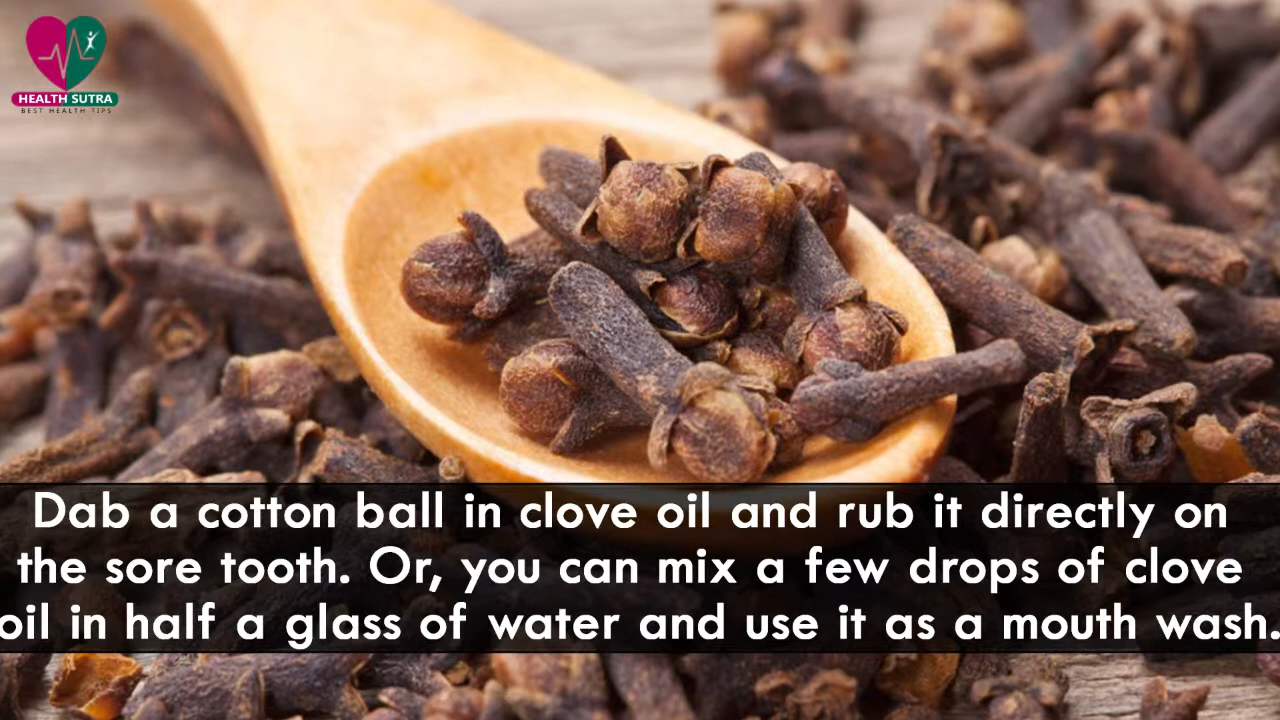 HEALTH SUTRA
BEST HEALTH TIPS
Dab a cotton ball in clove oil and rub it directly on
the sore tooth. Or, you can mix a few drops of clove
oil in half a glass of water and use it as a mouth wash.